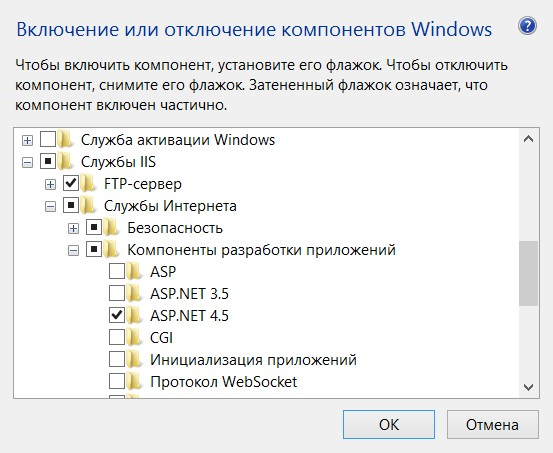 Включение или отключение компонентов Windows
Чтобы включить компонент, установите его флажок. Чтобы отключить
компонент, снимите его флажок. Затененный флажок означает, что
компонент включен частично.
Служба активации Windows
Службы IIS
FTP-сервер
Службы Интернета
Безопасность
Компоненты разработки приложений
ASP
ASP.NET 3.5
ASP.NET 4.5
CGI
Инициализация приложений
Протокол WebSocket
ОК
Отмена